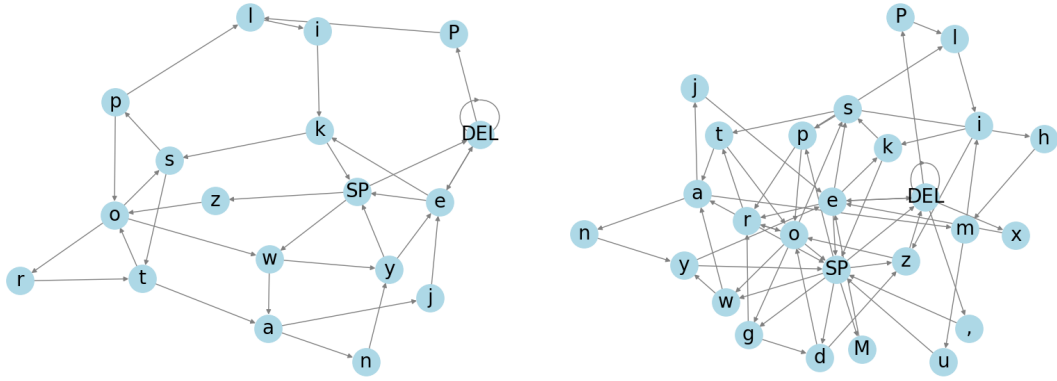 l i P
p k DEL
s
z SP e
o
w y
r t j
a
n
P
l
j s
t p k i h
a e DEL
n r o m x
y SP z
w
g M ,
d u